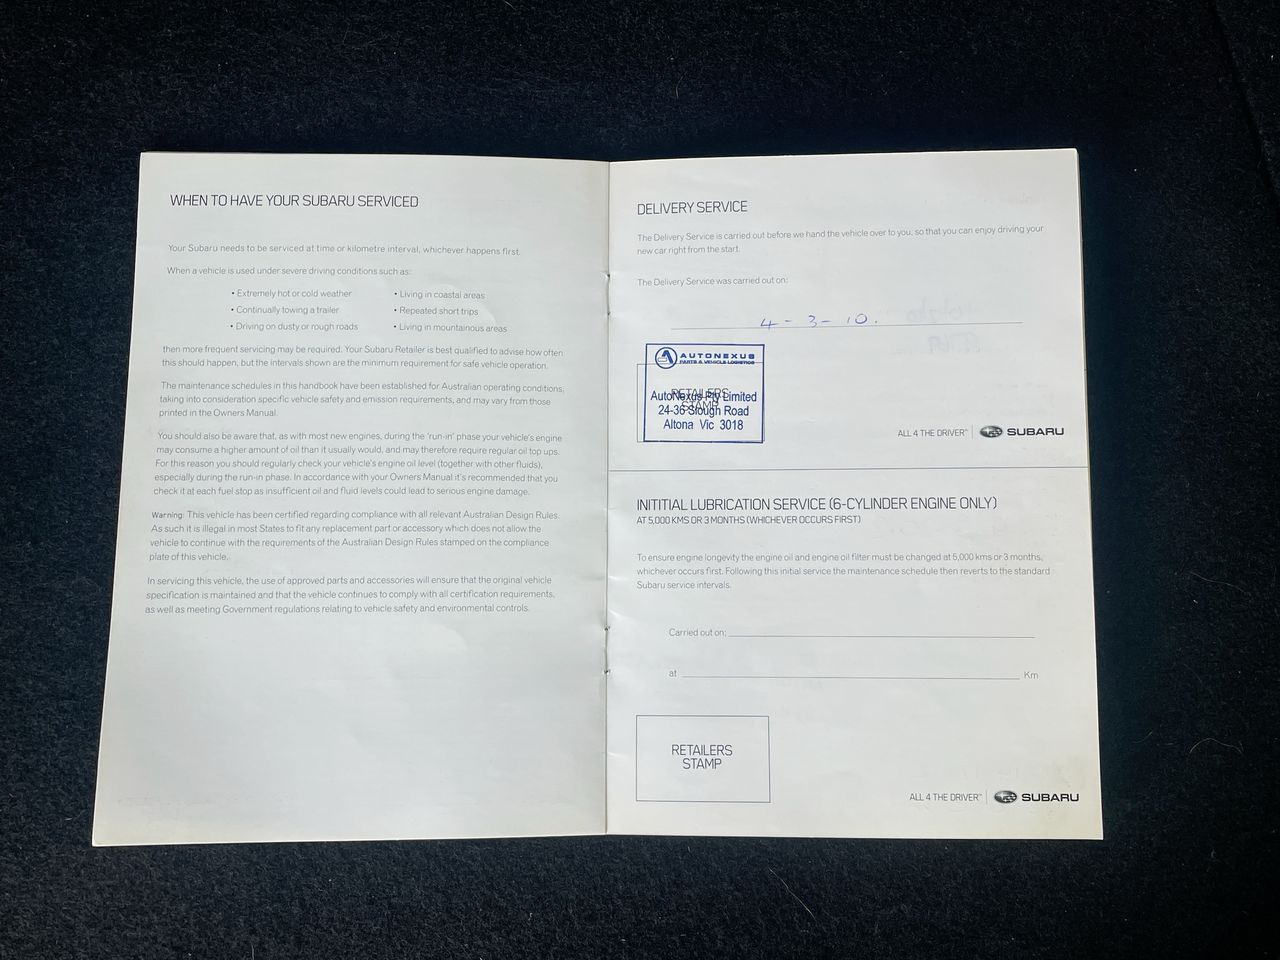 WHEN TO HAVE YOUR SUBARU SERVICED
Your Subaru needs to be serviced at time or kilometre interval, whichever happens first.
When a vehicle is used under severe driving conditions such as:
• Extremely hot or cold weather
• Continually towing a trailer
• Driving on dusty or rough roads
• Living in coastal areas
• Repeated short trips
• Living in mountainous areas
then more frequent servicing may be required. Your Subaru Retailer is best qualified to advise how often
this should happen, but the intervals shown are the minimum requirement for safe vehicle operation.
The maintenance schedules in this handbook have been established for Australian operating conditions,
taking into consideration specific vehicle safety and emission requirements, and may vary from those
printed in the Owners Manual.
You should also be aware that, as with most new engines, during the 'run-in' phase your vehicle's engine
may consume a higher amount of oil than it usually would, and may therefore require regular oil top ups.
For this reason you should regularly check your vehicle's engine oil level (together with other fluids),
especially during the run-in phase. In accordance with your Owners Manual it's recommended that you
check it at each fuel stop as insufficient oil and fluid levels could lead to serious engine damage.
Warning: This vehicle has been certified regarding compliance with all relevant Australian Design Rules.
As such it is illegal in most States to fit any replacement part or accessory which does not allow the
vehicle to continue with the requirements of the Australian Design Rules stamped on the compliance
plate of this vehicle.
In servicing this vehicle, the use of approved parts and accessories will ensure that the original vehicle
specification is maintained and that the vehicle continues to comply with all certification requirements,
as well as meeting Government regulations relating to vehicle safety and environmental controls.
DELIVERY SERVICE
The Delivery Service is carried out before we hand the vehicle over to you, so that you can enjoy driving your
new car right from the start.
The Delivery Service was carried out on:
4 - 3 - 10.
AUTONEXUS
PARTS & VEHICLE LOGISTICS
RETAILERS
STAMP
AutoNexus Pty Limited
24-36 Slough Road
Altona Vic 3018
ALL 4 THE DRIVER™ SUBARU
INITITIAL LUBRICATION SERVICE (6-CYLINDER ENGINE ONLY)
AT 5,000 KMS OR 3 MONTHS (WHICHEVER OCCURS FIRST)
To ensure engine longevity the engine oil and engine oil filter must be changed at 5,000 kms or 3 months,
whichever occurs first. Following this initial service the maintenance schedule then reverts to the standard
Subaru service intervals.
Carried out on:
at Km
RETAILERS
STAMP
ALL 4 THE DRIVER™ SUBARU